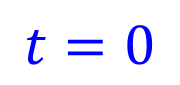 t = 0